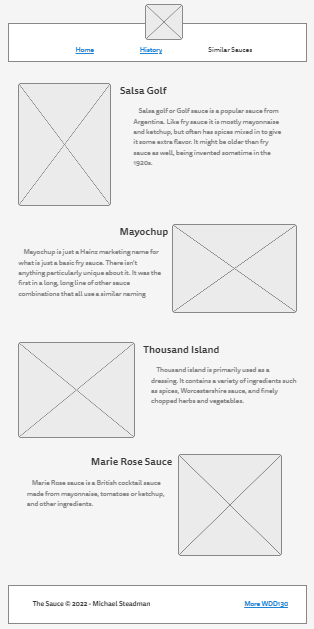 Home History Similar Sauces
Salsa Golf
Salsa golf or Golf sauce is a popular sauce from
Argentina. Like fry sauce it is mostly mayonnaise
and ketchup, but often has spices mixed in to give
it some extra flavor. It might be older than fry
sauce as well, being invented sometime in the
1920s.
Mayochup
Mayochup is just a Heinz marketing name for
what is just a basic fry sauce. There isn't
anything particularly unique about it. It was the
first in a long, long line of other sauce
combinations that all use a similar naming
Thousand Island
Thousand island is primarily used as a
dressing. It contains a variety of ingredients such
as spices, Worcestershire sauce, and finely
chopped herbs and vegetables.
Marie Rose Sauce
Marie Rose sauce is a British cocktail sauce
made from mayonnaise, tomatoes or ketchup,
and other ingredients.
The Sauce © 2022 - Michael Steadman More WDD130